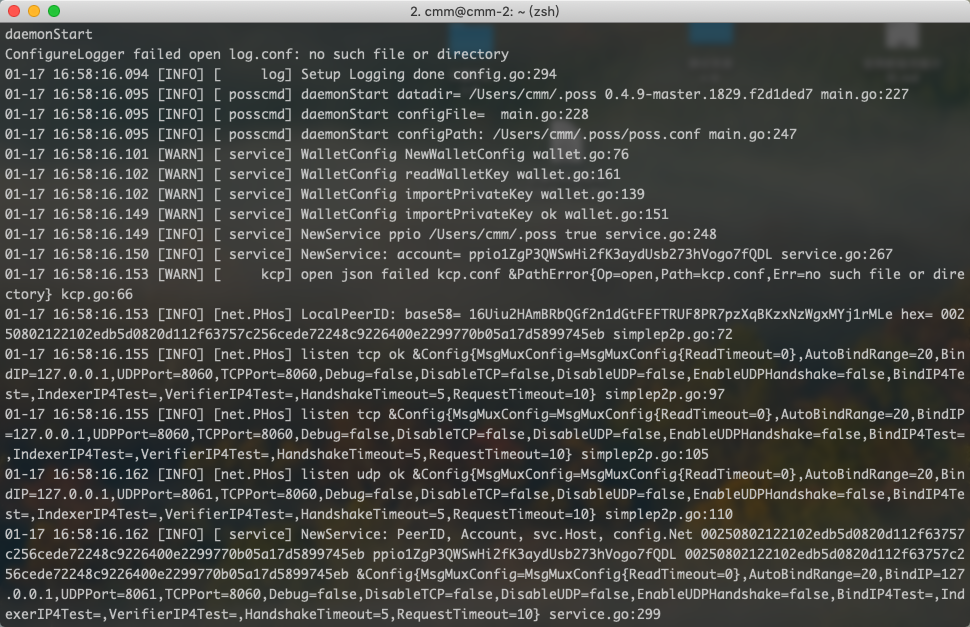 2. cmm@cmm-2: ~ (zsh)
daemonStart
ConfigureLogger failed open log.conf: no such file or directory
01-17 16:58:16.094 [INFO] [     log] Setup Logging done config.go:294
01-17 16:58:16.095 [INFO] [ posscmd] daemonStart datadir= /Users/cmm/.poss 0.4.9-master.1829.f2d1ded7 main.go:227
01-17 16:58:16.095 [INFO] [ posscmd] daemonStart configFile=  main.go:228
01-17 16:58:16.095 [INFO] [ posscmd] daemonStart configPath: /Users/cmm/.poss/poss.conf main.go:247
01-17 16:58:16.101 [WARN] [ service] WalletConfig NewWalletConfig wallet.go:76
01-17 16:58:16.102 [WARN] [ service] WalletConfig readWalletKey wallet.go:161
01-17 16:58:16.102 [WARN] [ service] WalletConfig importPrivateKey wallet.go:139
01-17 16:58:16.149 [WARN] [ service] WalletConfig importPrivateKey ok wallet.go:151
01-17 16:58:16.149 [INFO] [ service] NewService ppio /Users/cmm/.poss true service.go:248
01-17 16:58:16.150 [INFO] [ service] NewService: account= ppio1ZgP3QWSwHi2fK3aydUsb273hVogo7fQDL service.go:267
01-17 16:58:16.153 [WARN] [     kcp] open json failed kcp.conf &PathError{Op=open,Path=kcp.conf,Err=no such file or dire
ctory} kcp.go:66
01-17 16:58:16.153 [INFO] [net.PHos] LocalPeerID: base58= 16Uiu2HAmBRbQGfZn1dGtFEFTRUF8PR7pzXqBKzxNzWgxMYj1rMLe hex= 002
50802122102edb5d0820d112f63757c256cede72248c9226400e2299770b05a17d5899745eb simplep2p.go:72
01-17 16:58:16.155 [INFO] [net.PHos] listen tcp ok &Config{MsgMuxConfig=MsgMuxConfig{ReadTimeout=0},AutoBindRange=20,Bin
dIP=127.0.0.1,UDPPort=8060,TCPPort=8060,Debug=false,DisableTCP=false,DisableUDP=false,EnableUDPHandshake=false,BindIP4Te
st=,IndexerIP4Test=,VerifierIP4Test=,HandshakeTimeout=5,RequestTimeout=10} simplep2p.go:97
01-17 16:58:16.155 [INFO] [net.PHos] listen tcp &Config{MsgMuxConfig=MsgMuxConfig{ReadTimeout=0},AutoBindRange=20,BindIP
=127.0.0.1,UDPPort=8060,TCPPort=8060,Debug=false,DisableTCP=false,DisableUDP=false,EnableUDPHandshake=false,BindIP4Test=
,IndexerIP4Test=,VerifierIP4Test=,HandshakeTimeout=5,RequestTimeout=10} simplep2p.go:105
01-17 16:58:16.162 [INFO] [net.PHos] listen udp ok &Config{MsgMuxConfig=MsgMuxConfig{ReadTimeout=0},AutoBindRange=20,Bin
dIP=127.0.0.1,UDPPort=8061,TCPPort=8060,Debug=false,DisableTCP=false,DisableUDP=false,EnableUDPHandshake=false,BindIP4Te
st=,IndexerIP4Test=,VerifierIP4Test=,HandshakeTimeout=5,RequestTimeout=10} simplep2p.go:110
01-17 16:58:16.162 [INFO] [ service] NewService: PeerID, Account, svc.Host, config.Net 00250802122102edb5d0820d112f63757
c256cede72248c9226400e2299770b05a17d5899745eb ppio1ZgP3QWSwHi2fK3aydUsb273hVogo7fQDL 00250802122102edb5d0820d112f63757c2
56cede72248c9226400e2299770b05a17d5899745eb &Config{MsgMuxConfig=MsgMuxConfig{ReadTimeout=0},AutoBindRange=20,BindIP=127
.0.0.1,UDPPort=8061,TCPPort=8060,Debug=false,DisableTCP=false,DisableUDP=false,EnableUDPHandshake=false,BindIP4Test=,Ind
exerIP4Test=,VerifierIP4Test=,HandshakeTimeout=5,RequestTimeout=10} service.go:299